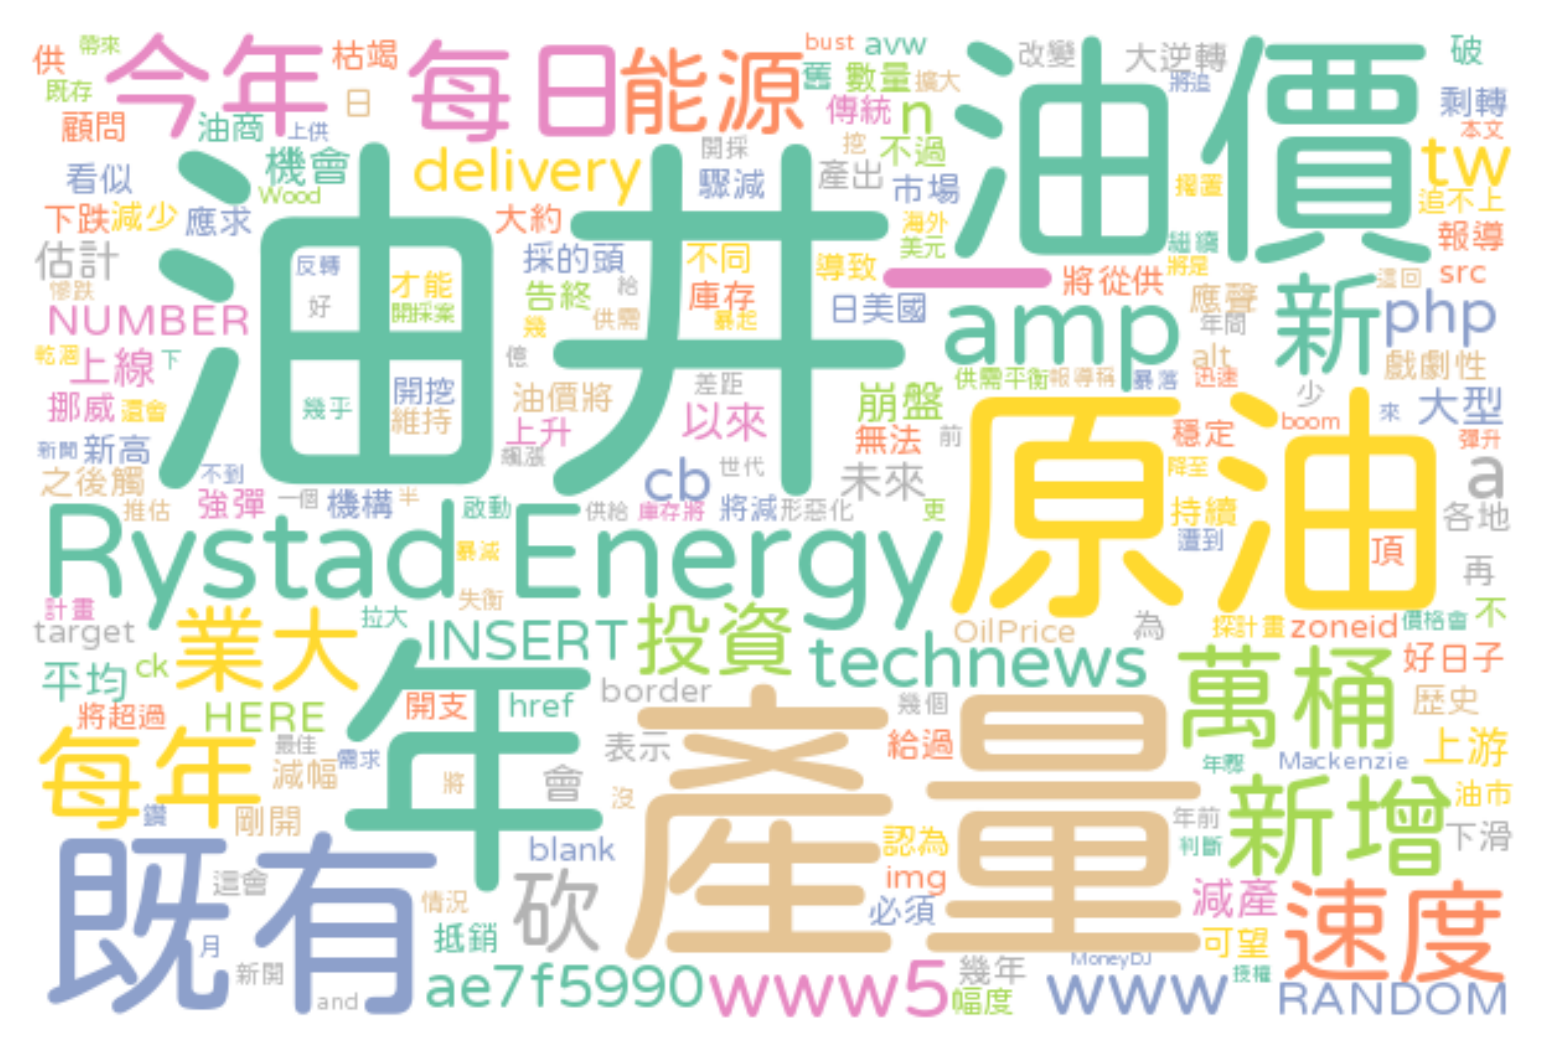 供 帶來 今年 枯竭 每日 能源 bust avw 油價 改變 大逆轉 破
既存 日 舊 數量 擴大 將追 剩轉
顧問 油商 上供 傳統 n 本文
機會 開採 挖 不過 tw
看似 Wood delivery 驟減 產出 市場 擱置 追不上
下跌 減少 應求 大約 海外 報導
估計 反轉 採的頭 不同 導致 美元 繼續 將是
慘跌 才能 給 庫存 一 將從供 這回 src
NUMBER 好 開採案 告終 日美國 應聲 php
油井 幾 供需 暴起 amp 年間 新
乾涸 上線 下 億 差距 alt 戲劇性
開挖 油價將 供需平衡 報導稱 暴落 迅速
挪威 還會 幾乎 維持 以來 崩盤 少 來 大型
上升 無法 前 穩定 boom 彈升
新聞 新高 飆漲 原油
之後觸 不到 cb 世代 未來 降至 a
推估 強彈 一個 機構 半 啟動 供給 庫存將 將減 形惡化 更 持續 各地
Rystad Energy 暴減 遭到 頂 再
計畫 失衡 不
target 業大 拉大 INSERT 投資 OilPrice 為 探計畫 zoneid 價格會
平均 ck technews 萬桶 好日子
將超過 HERE 年 開支 href border 幾個 歷史
每年 最佳 需求 表示 產量 給過 年驟 Mackenzie 上游
減幅 將 會 沒 新增 油市
鑽 剛開 年前 下滑
既有 blank 認為 判斷
這會 情況 砍 img 減產 速度
月 抵銷 必須 可望
新開 and ae7f5990 www5 幾年 幅度 MoneyDJ www 授權 RANDOM